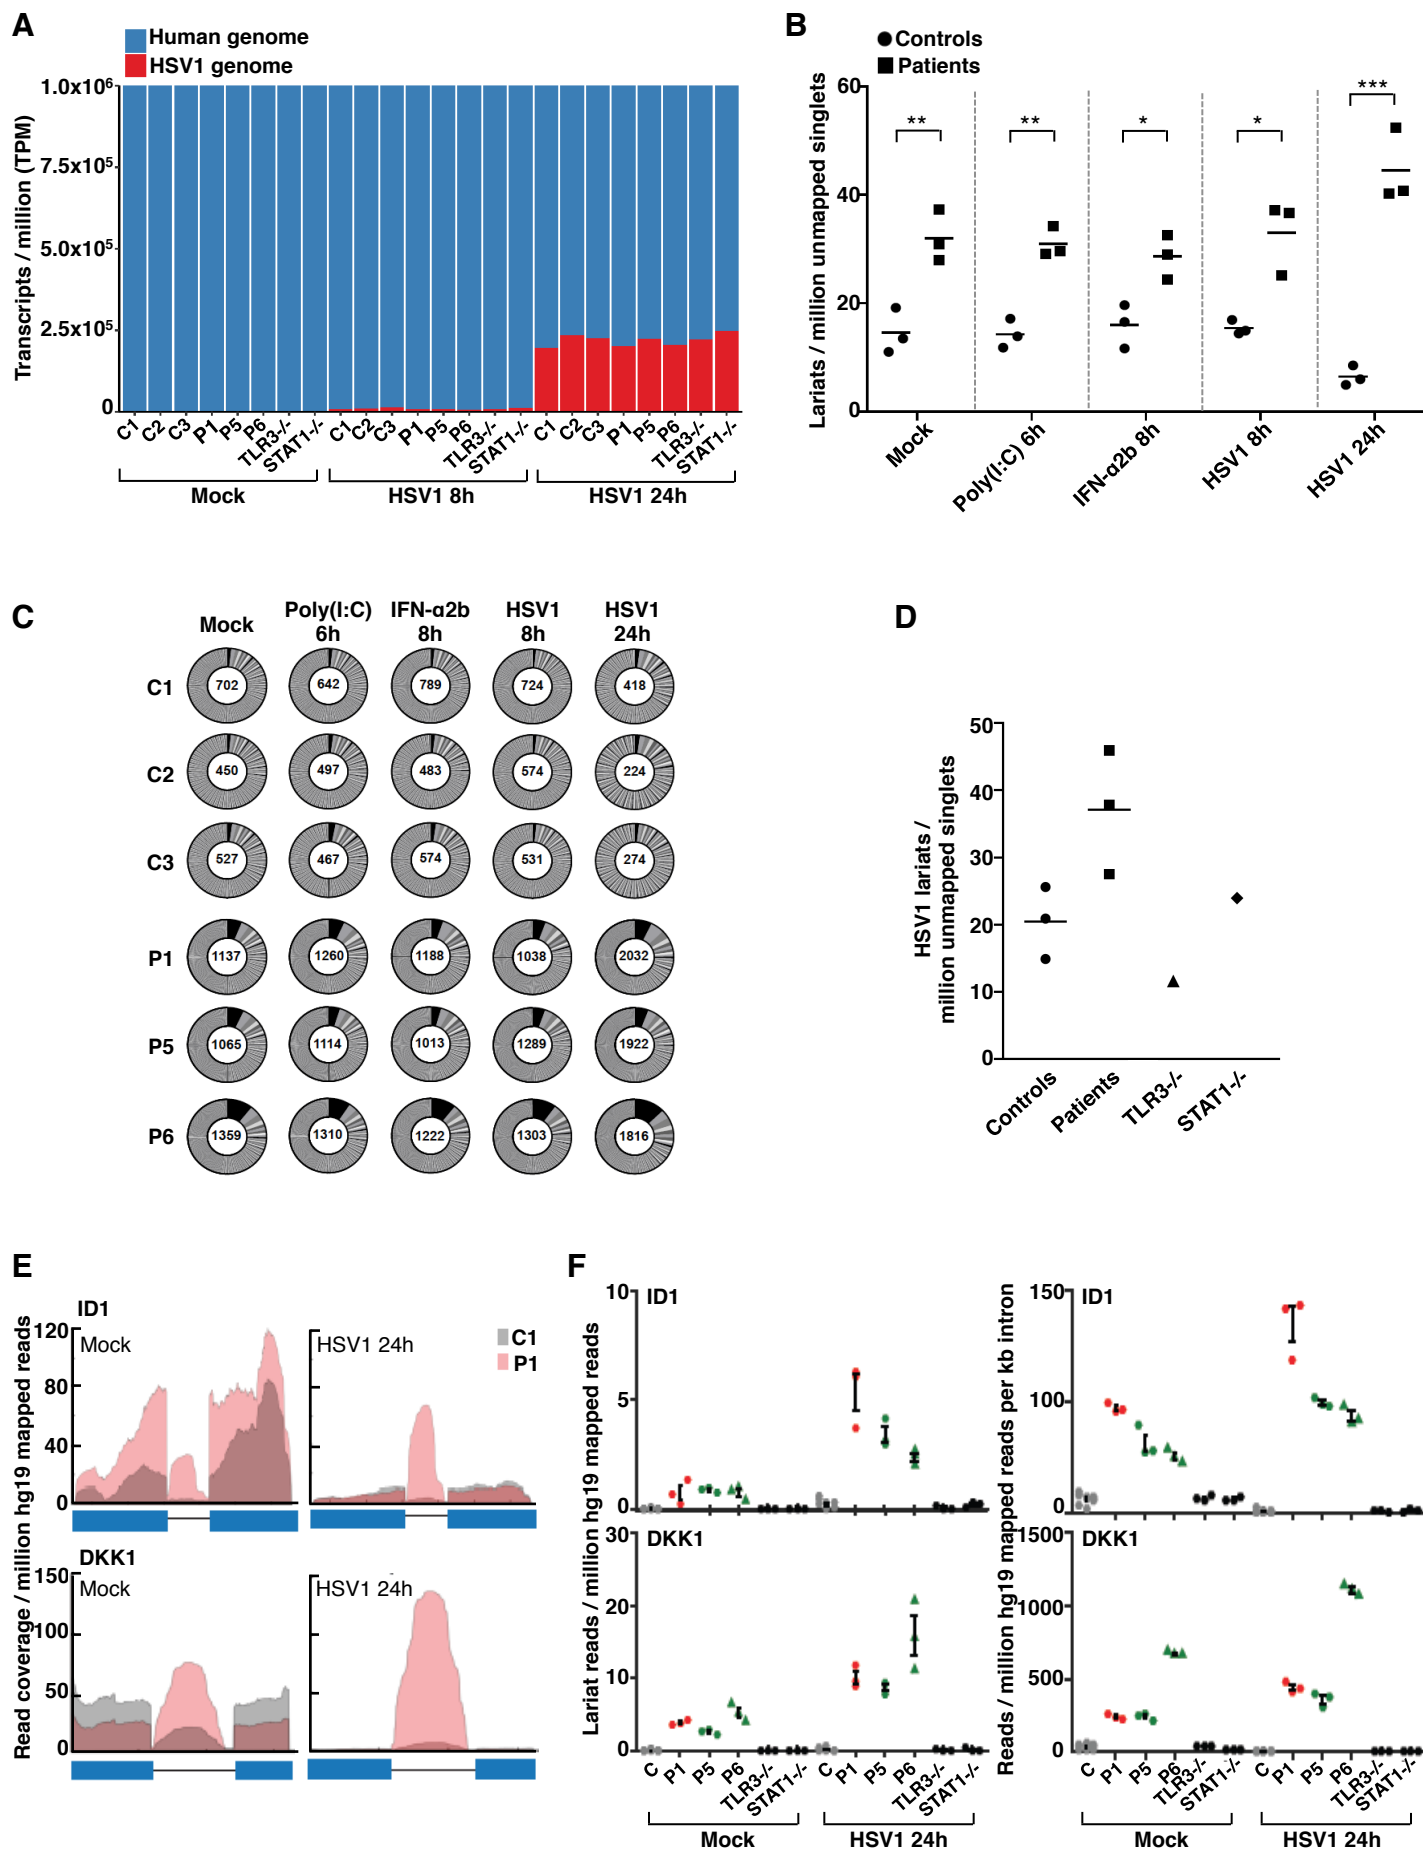 A
Human genome
HSV1 genome
Transcripts / million (TPM)
1.0x10⁶
7.5x10⁵
5.0x10⁵
2.5x10⁵
0
C1 C2 C3 P1 P5 P6 TLR3-/- STAT1-/- C1 C2 C3 P1 P5 P6 TLR3-/- STAT1-/- C1 C2 C3 P1 P5 P6 TLR3-/- STAT1-/-
Mock HSV1 8h HSV1 24h
B
Controls
Patients
Lariats / million unmapped singlets
60
40
20
0
** ** * * ***
Mock Poly(I:C) 6h IFN-α2b 8h HSV1 8h HSV1 24h
C
Mock Poly(I:C) 6h IFN-α2b 8h HSV1 8h HSV1 24h
C1 702 642 789 724 418
C2 450 497 483 574 224
C3 527 467 574 531 274
P1 1137 1260 1188 1038 2032
P5 1065 1114 1013 1289 1922
P6 1359 1310 1222 1303 1816
D
HSV1 lariats /
million unmapped singlets
50
40
30
20
10
0
Controls Patients TLR3-/- STAT1-/-
E
Read coverage / million hg19 mapped reads
ID1
Mock
120
80
40
0
HSV1 24h
C1
P1
DKK1
Mock
150
100
50
0
HSV1 24h
F
Lariat reads / million hg19 mapped reads
ID1
10
5
0
DKK1
30
20
10
0
C P1 P5 P6 TLR3-/- STAT1-/- C P1 P5 P6 TLR3-/- STAT1-/-
Mock HSV1 24h
Reads / million hg19 mapped reads per kb intron
ID1
150
100
50
0
DKK1
1500
1000
500
0
C P1 P5 P6 TLR3-/- STAT1-/- C P1 P5 P6 TLR3-/- STAT1-/-
Mock HSV1 24h